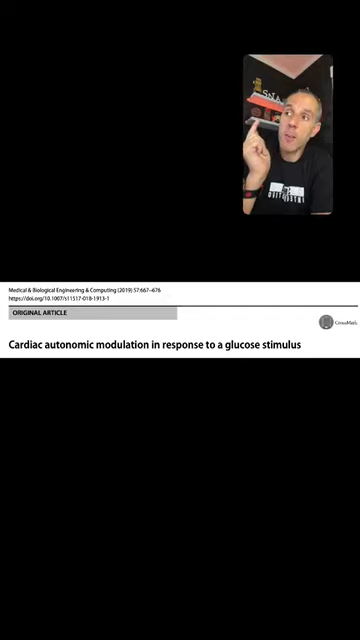 Medical & Biological Engineering & Computing (2019) 57:667–676
https://doi.org/10.1007/s11517-018-1913-1
ORIGINAL ARTICLE
CrossMark
Cardiac autonomic modulation in response to a glucose stimulus